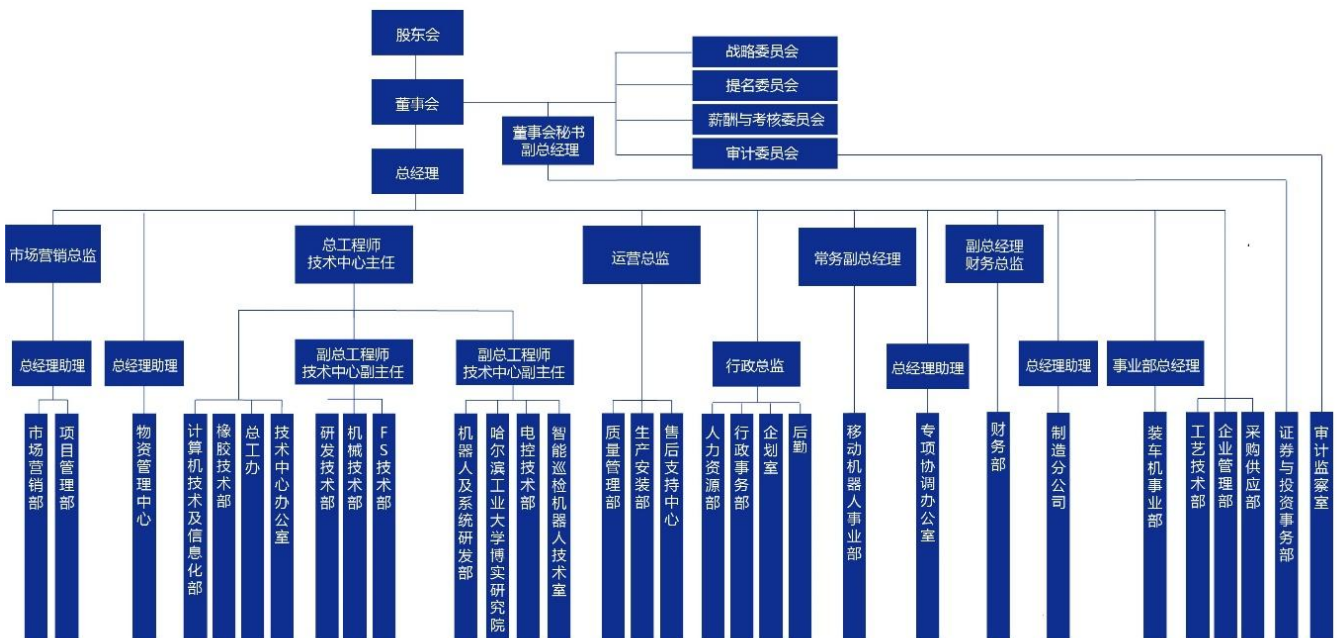 股东会
董事会
总经理
董事会秘书
副总经理
战略委员会
提名委员会
薪酬与考核委员会
审计委员会
市场营销总监
总工程师
技术中心主任
运营总监
常务副总经理
副总经理
财务总监
总经理助理
总经理助理
副总工程师
技术中心副主任
副总工程师
技术中心副主任
行政总监
总经理助理
总经理助理
事业部总经理
市场营销部
项目管理部
物资管理中心
计算机技术及信息化部
橡胶技术部
总工办
技术中心办公室
研发技术部
机械技术部
FS技术部
机器人及系统研发部
哈尔滨工业大学博实研究院
电控技术部
智能巡检机器人技术室
质量管理部
生产安装部
售后支持中心
人力资源部
行政事务部
企划室
后勤
移动机器人事业部
专项协调办公室
财务部
制造分公司
装车机事业部
工艺技术部
企业管理部
采购供应部
证券与投资事务部
审计监察室